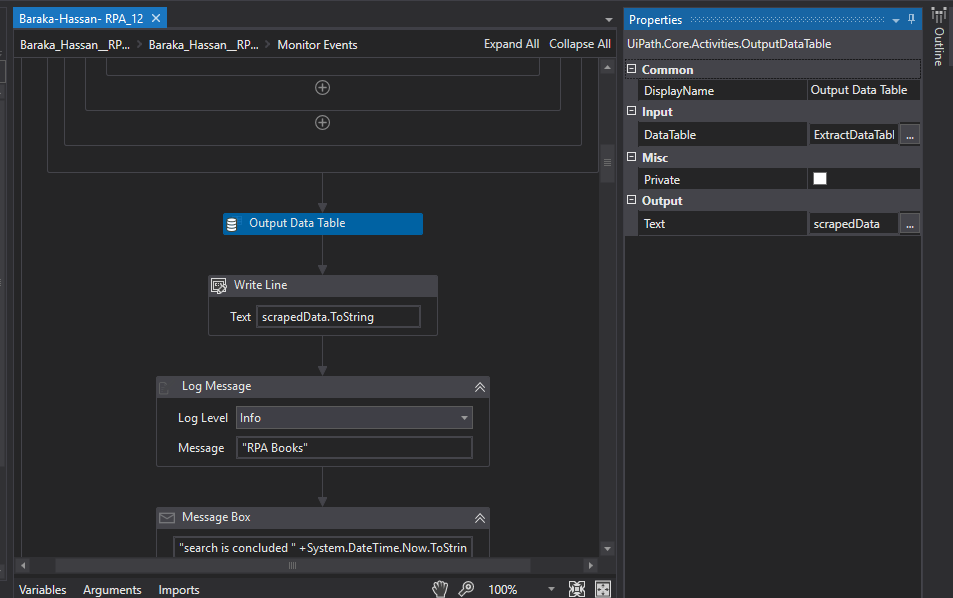 Baraka-Hassan- RPA_12
Baraka_Hassan__RP... Baraka_Hassan__RP... Monitor Events Expand All Collapse All
Output Data Table
Write Line
Text scrapedData.ToString
Log Message
Log Level Info
Message "RPA Books"
Message Box
"search is concluded " +System.DateTime.Now.ToStrin
Variables Arguments Imports 100%
Properties
UiPath.Core.Activities.OutputDataTable
Common
DisplayName Output Data Table
Input
DataTable ExtractDataTabl ...
Misc
Private
Output
Text scrapedData ...
Outline